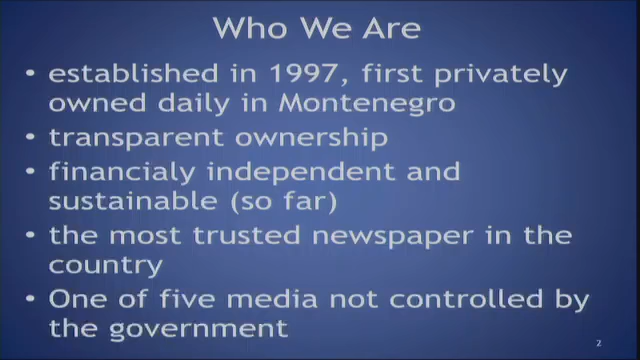 Who We Are
• established in 1997, first privately
owned daily in Montenegro
• transparent ownership
• financialy independent and
sustainable (so far)
• the most trusted newspaper in the
country
• One of five media not controlled by
the government
2